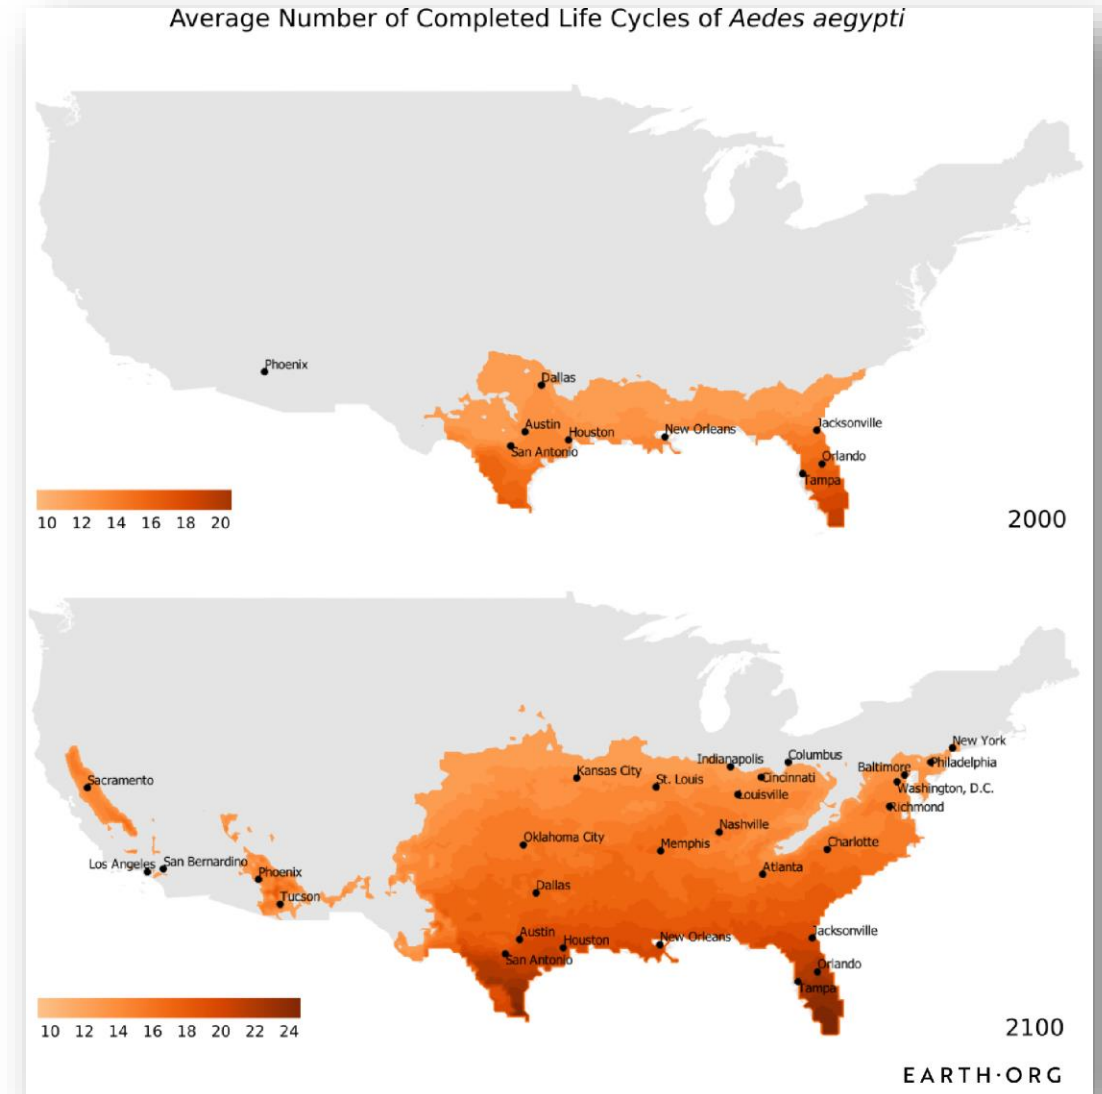 Average Number of Completed Life Cycles of Aedes aegypti
Phoenix
Dallas
Austin
Houston
New Orleans
Jacksonville
San Antonio
Orlando
Tampa
10 12 14 16 18 20
2000
New York
Indianapolis
Columbus
Baltimore
Philadelphia
Kansas City
St. Louis
Cincinnati
Sacramento
Washington, D.C.
Louisville
Richmond
Nashville
Oklahoma City
Memphis
Charlotte
Los Angeles
San Bernardino
Phoenix
Atlanta
Tucson
Dallas
Austin
Houston
New Orleans
Jacksonville
San Antonio
Orlando
Tampa
10 12 14 16 18 20 22 24
2100
EARTH·ORG